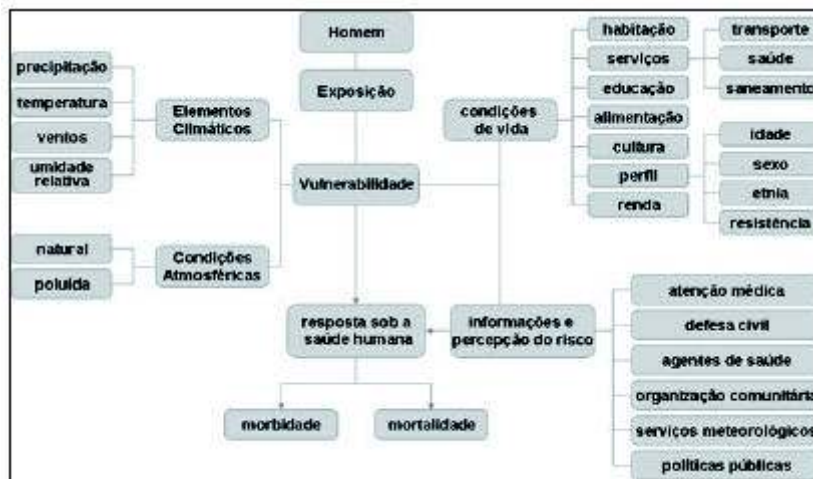 Homem
Exposição
Vulnerabilidade
precipitação
temperatura
ventos
umidade
relativa
Elementos
Climáticos
natural
poluída
Condições
Atmosféricas
condições
de vida
habitação
serviços
educação
alimentação
cultura
perfil
renda
transporte
saúde
saneamento
idade
sexo
etnia
resistência
resposta sob a
saúde humana
informações e
percepção do risco
atenção médica
defesa civil
agentes de saúde
organização comunitária
serviços meteorológicos
políticas públicas
morbidade
mortalidade